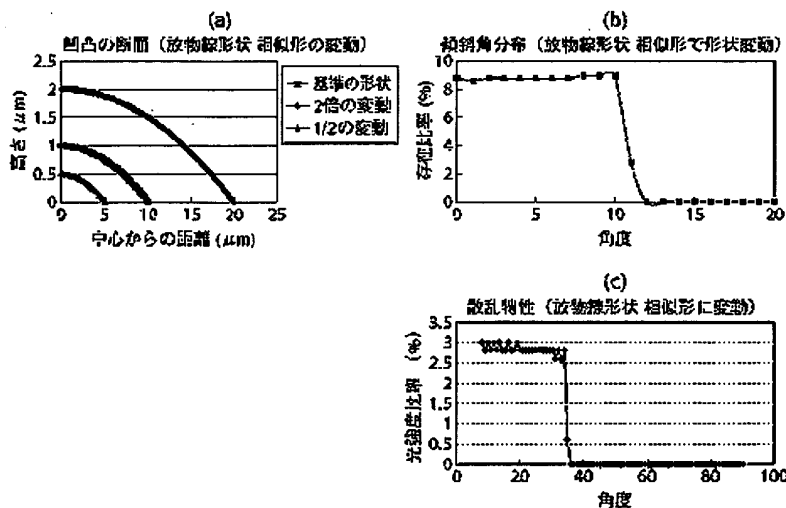 (a)
凹凸の断面（放物線形状 相似形の変動）
2.5
2
1.5
1
0.5
0
高さ (μm)
0 5 10 15 20 25
中心からの距離 (μm)
基準の形状
2倍の変動
1/2の変動
(b)
傾斜角分布（放物線形状 相似形で形状変動）
10
8
6
4
2
0
存在比率 (%)
0 5 10 15 20
角度
(c)
散乱特性（放物線形状 相似形に変動）
3.5
3
2.5
2
1.5
1
0.5
0
光強度比率 (%)
0 20 40 60 80 100
角度